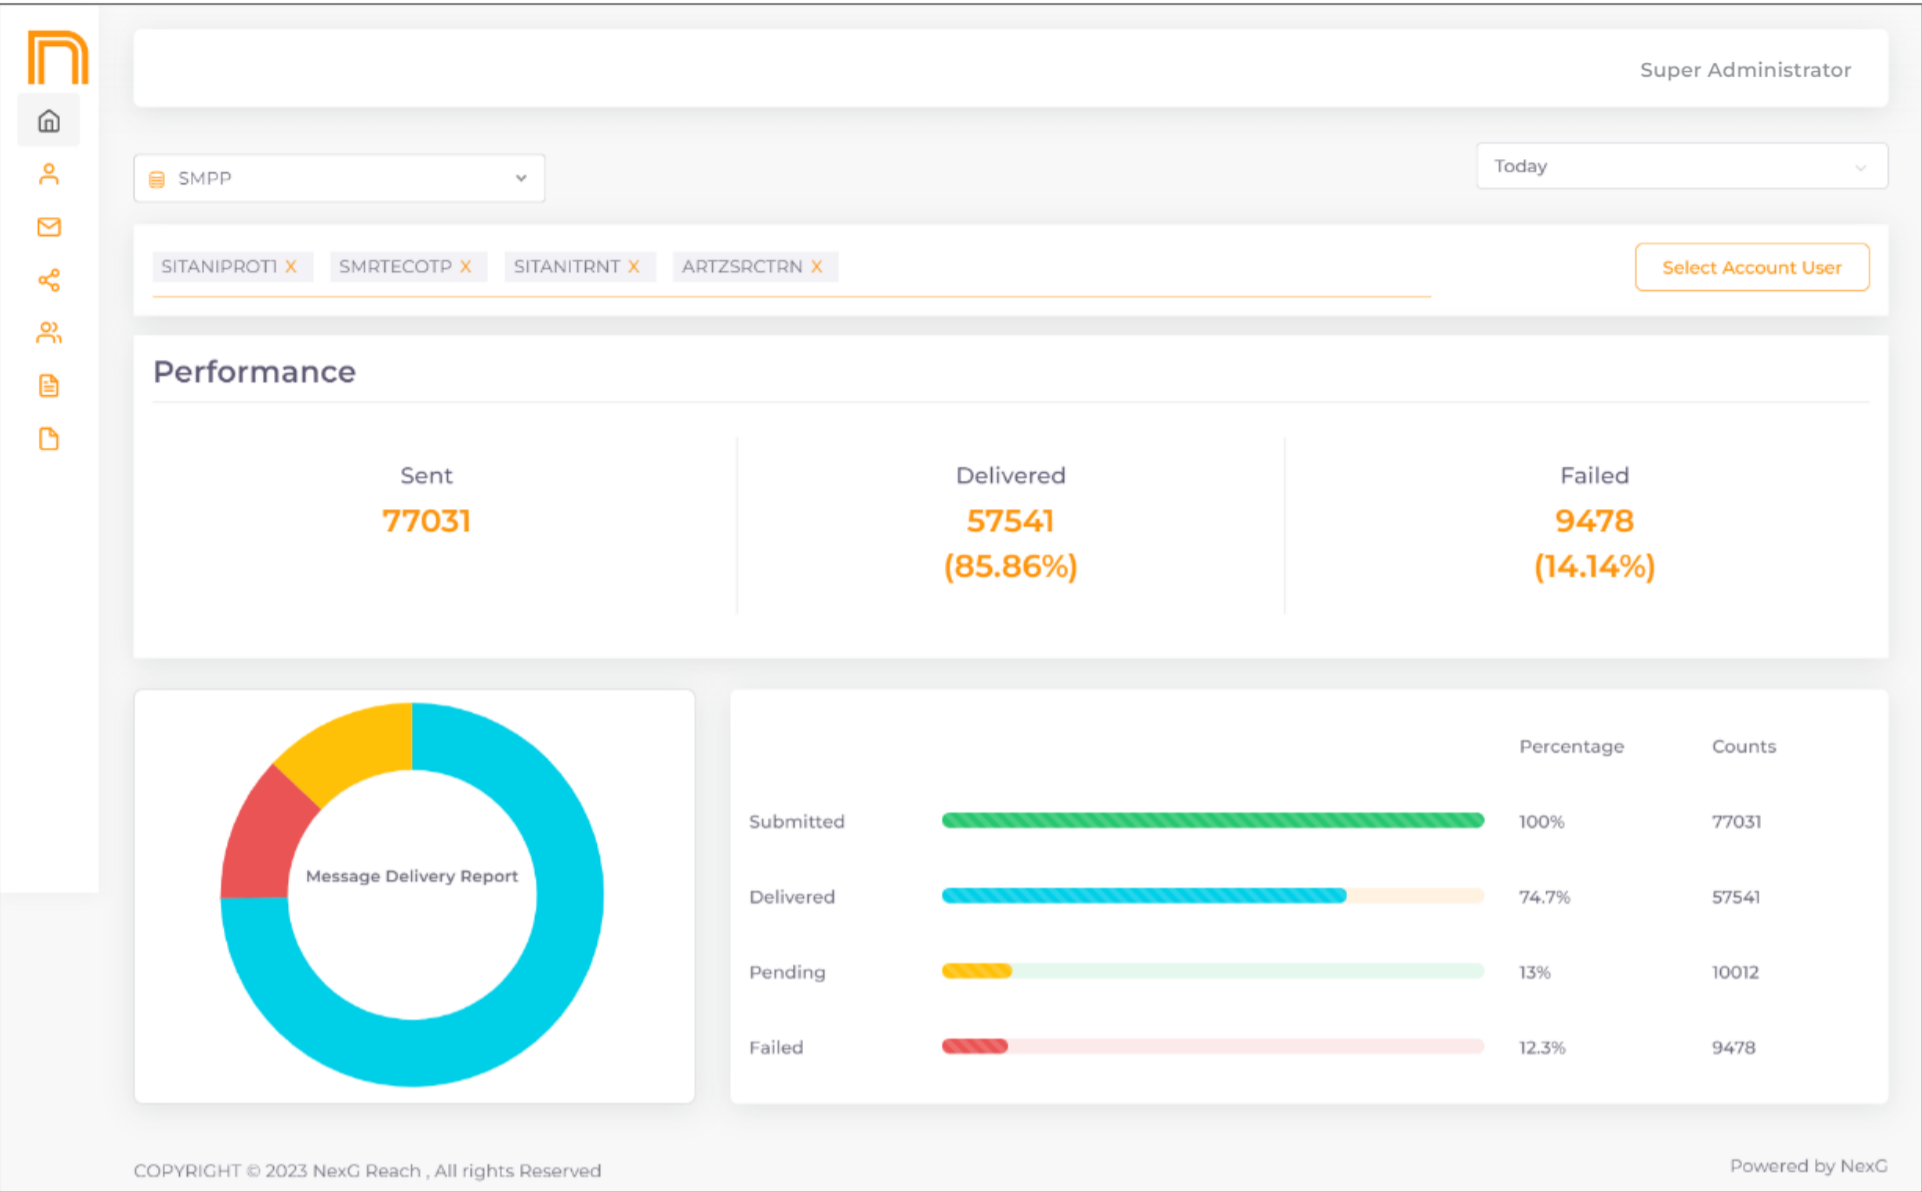 Super Administrator
SMPP
Today
SITANIPROT1 X SMRTECOTP X SITANITRNT X ARTZSRCTRN X
Select Account User
Performance
Sent
77031
Delivered
57541
(85.86%)
Failed
9478
(14.14%)
Message Delivery Report
Percentage Counts
Submitted 100% 77031
Delivered 74.7% 57541
Pending 13% 10012
Failed 12.3% 9478
COPYRIGHT © 2023 NexG Reach , All rights Reserved
Powered by NexG